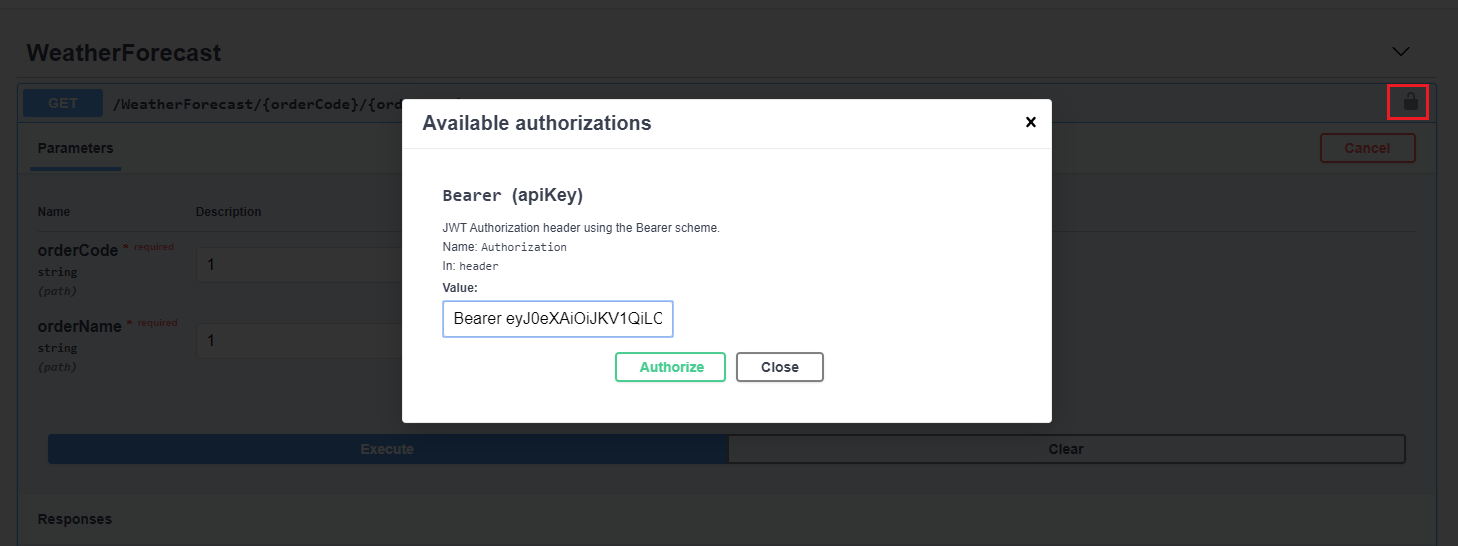 WeatherForecast
GET /WeatherForecast/{orderCode}/{ord
Available authorizations ×
Parameters
Cancel
Bearer (apiKey)
Name Description
JWT Authorization header using the Bearer scheme.
Name: Authorization
In: header
Value:
Bearer eyJ0eXAiOiJKV1QiLC
Authorize Close
orderCode * required
string
(path)
1
orderName * required
string
(path)
1
Execute Clear
Responses